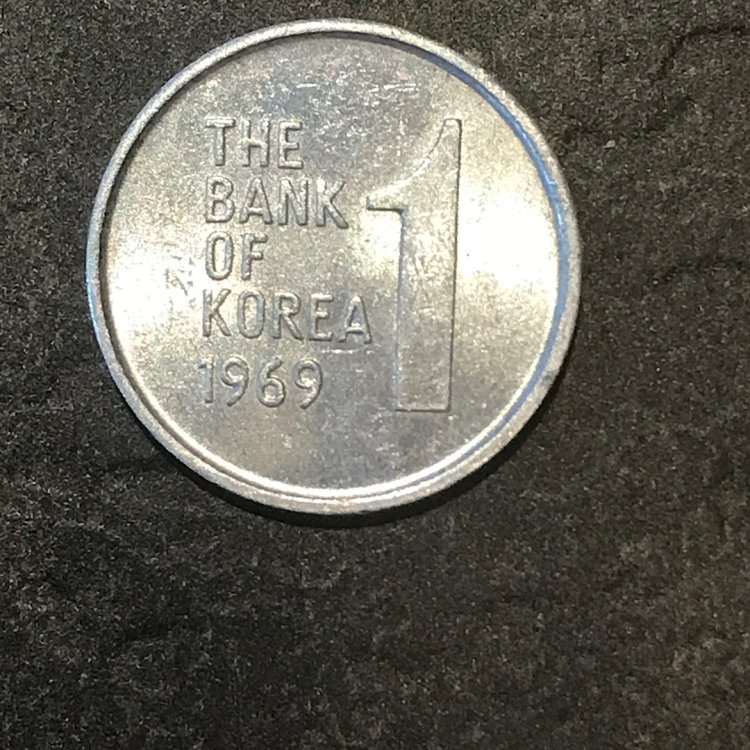 THE
BANK
OF
KOREA
1969
1